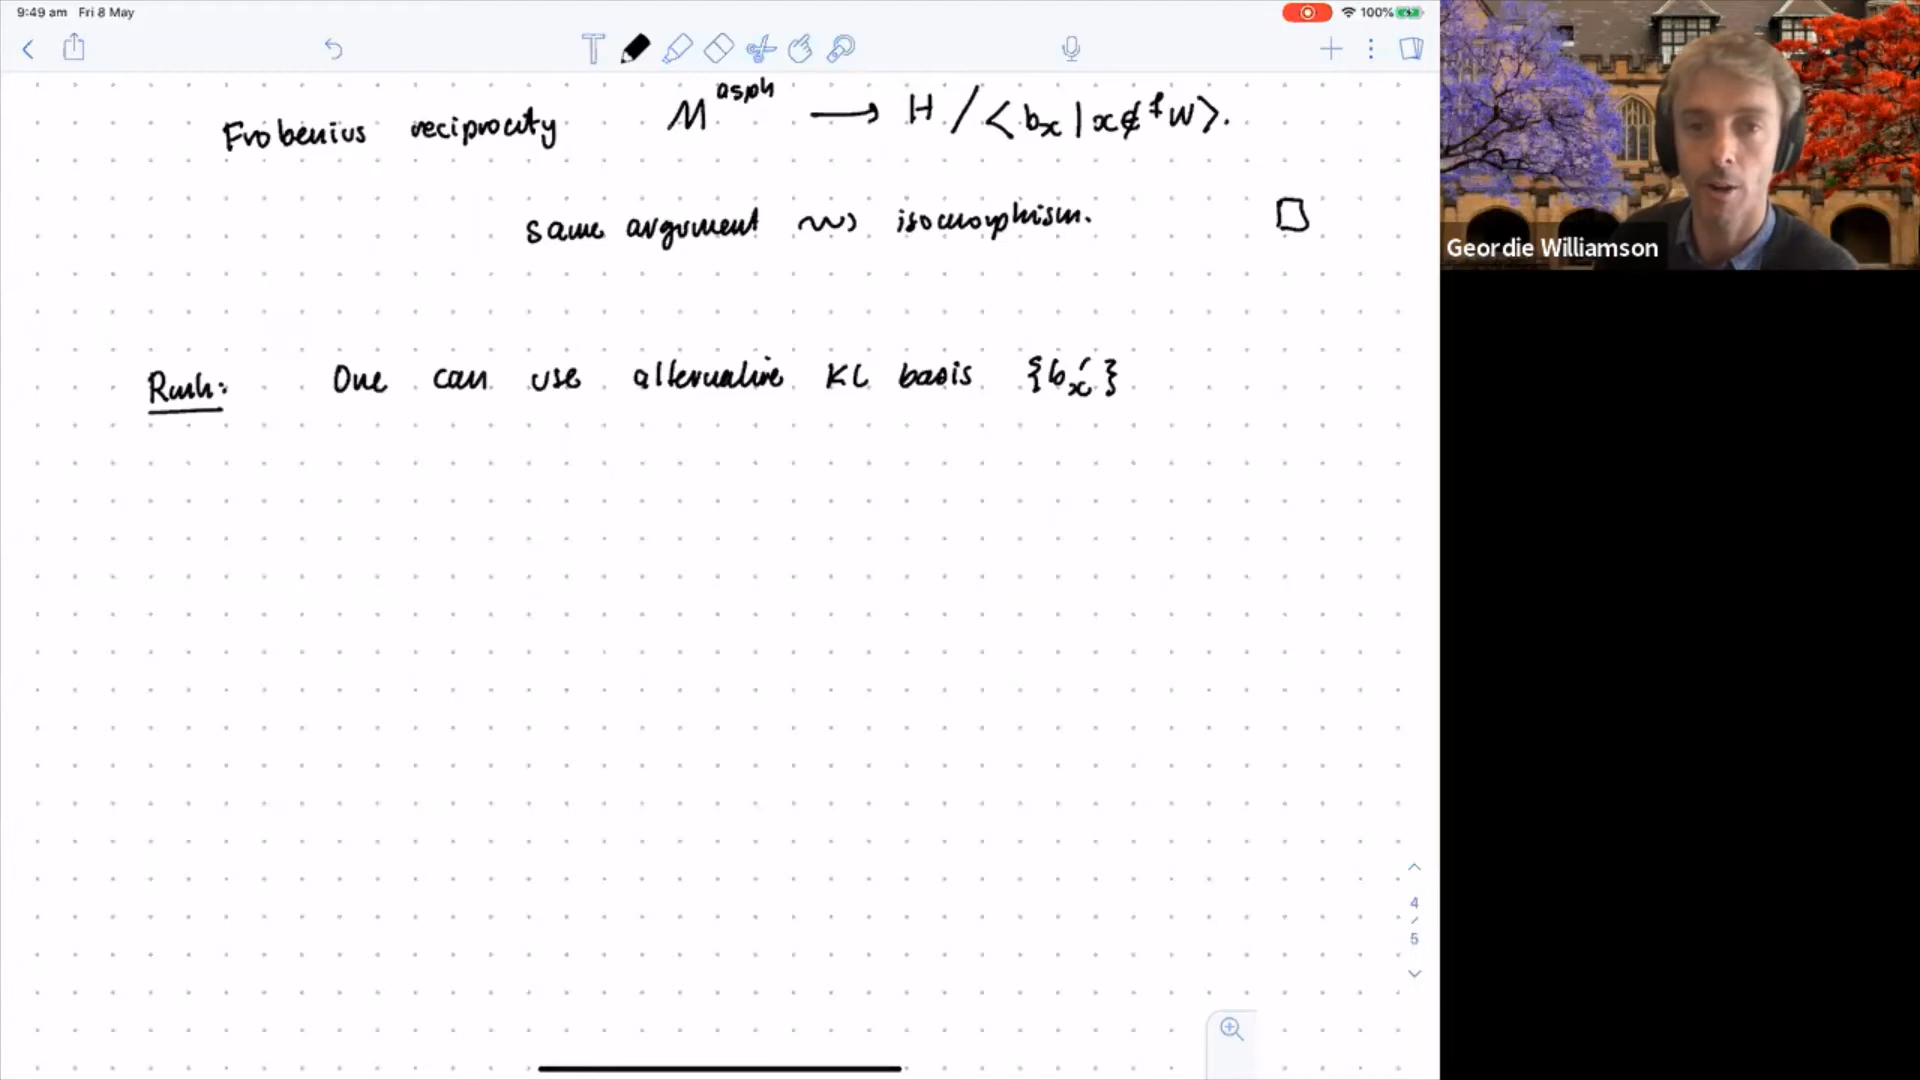 9:49 am Fri 8 May
100%
Frobenius reciprocity M^asph → H / < b_x | x ∉ ^f W >.
same argument ⇝ isomorphism. □
Geordie Williamson
Rmk: One can use alternative KL basis {b_x'}
4
/
5